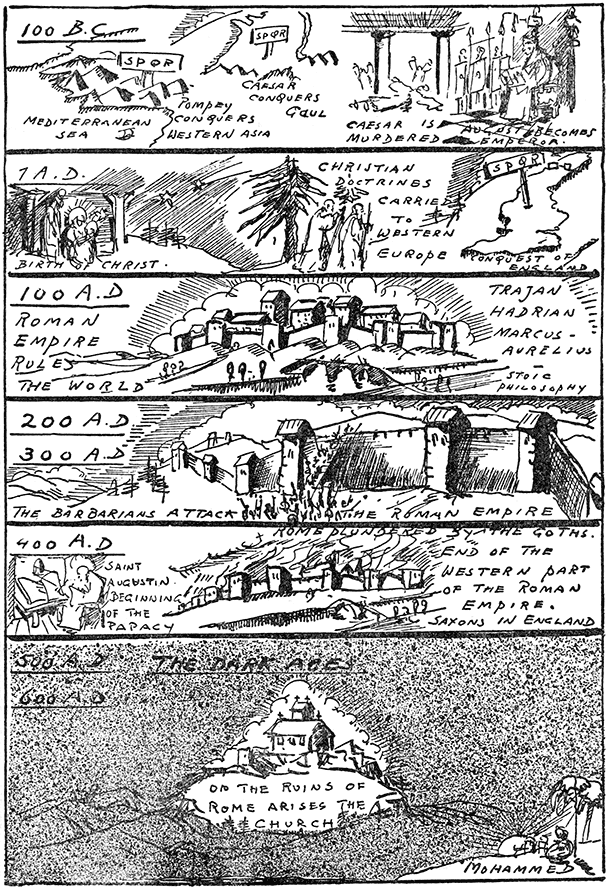 100 B.C.
SPQR
SPQR
MEDITERRANEAN
SEA
POMPEY
CONQUERS
WESTERN ASIA
CAESAR
CONQUERS
GAUL
CAESAR IS
MURDERED
AUGUST BECOMES
EMPEROR.
1 A.D.
BIRTH OF CHRIST.
CHRISTIAN
DOCTRINES
CARRIED
TO
WESTERN
EUROPE
SPQR
CONQUEST OF
ENGLAND
100 A.D
ROMAN
EMPIRE
RULES
THE WORLD
TRAJAN
HADRIAN
MARCUS-
AURELIUS
-
STOIC
PHILOSOPHY
200 A.D
300 A.D
THE BARBARIANS ATTACK THE ROMAN EMPIRE
400 A.D
SAINT
AUGUSTIN.
BEGINNING
OF THE
PAPACY
ROME PLUNDERED BY THE GOTHS.
END OF THE
WESTERN PART
OF THE ROMAN
EMPIRE.
SAXONS IN ENGLAND
500 A.D THE DARK AGES
600 A.D
ON THE RUINS OF
ROME ARISES THE
CHURCH
MOHAMMED